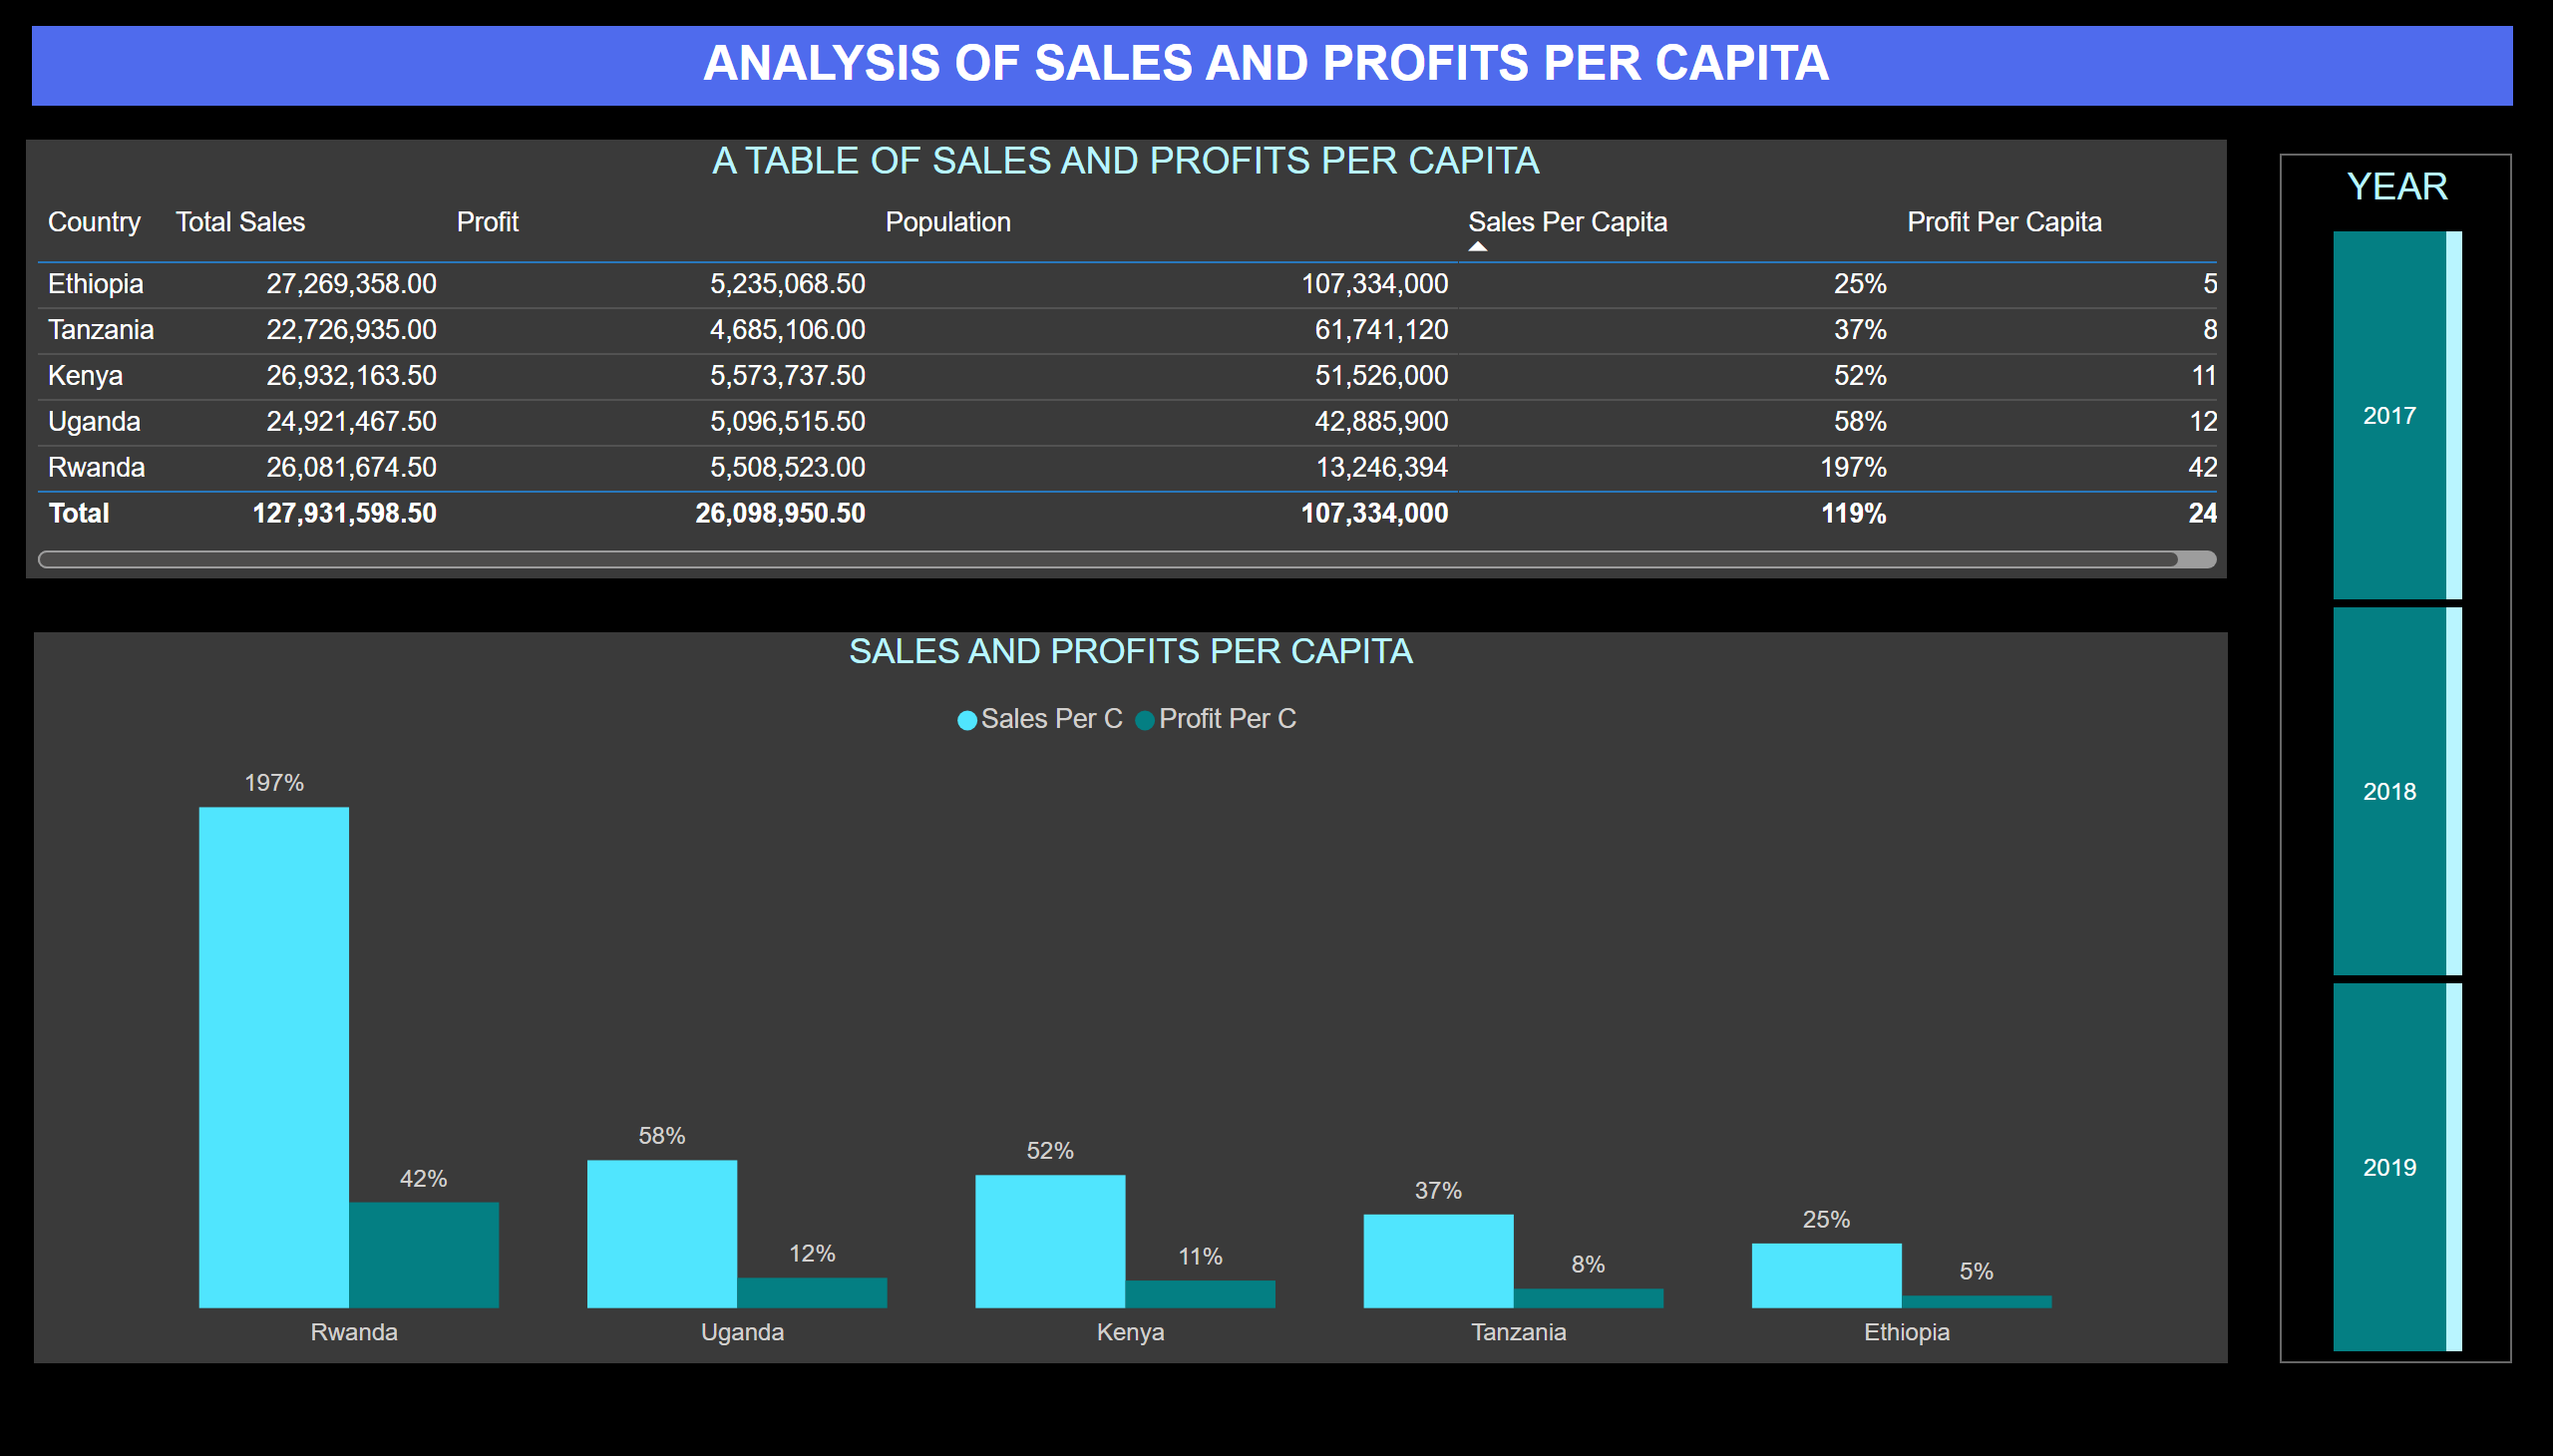 ANALYSIS OF SALES AND PROFITS PER CAPITA
A TABLE OF SALES AND PROFITS PER CAPITA
Country Total Sales Profit Population Sales Per Capita Profit Per Capita
Ethiopia 27,269,358.00 5,235,068.50 107,334,000 25% 5
Tanzania 22,726,935.00 4,685,106.00 61,741,120 37% 8
Kenya 26,932,163.50 5,573,737.50 51,526,000 52% 11
Uganda 24,921,467.50 5,096,515.50 42,885,900 58% 12
Rwanda 26,081,674.50 5,508,523.00 13,246,394 197% 42
Total 127,931,598.50 26,098,950.50 107,334,000 119% 24
SALES AND PROFITS PER CAPITA
Sales Per C Profit Per C
197%
42%
58%
12%
52%
11%
37%
8%
25%
5%
Rwanda Uganda Kenya Tanzania Ethiopia
YEAR
2017
2018
2019